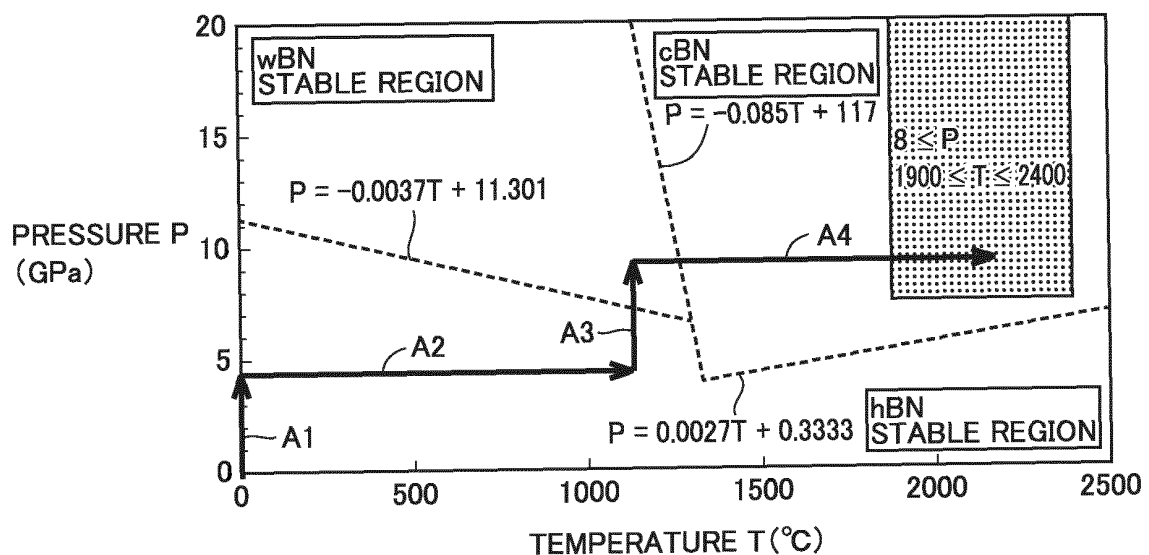 20
15
10
5
0
PRESSURE P
(GPa)
wBN
STABLE REGION
cBN
STABLE REGION
P = -0.085T + 117
8 ≤ P
1900 ≤ T ≤ 2400
P = -0.0037T + 11.301
A4
A3
A2
A1
hBN
STABLE REGION
P = 0.0027T + 0.3333
0
500
1000
1500
2000
2500
TEMPERATURE T(°C)